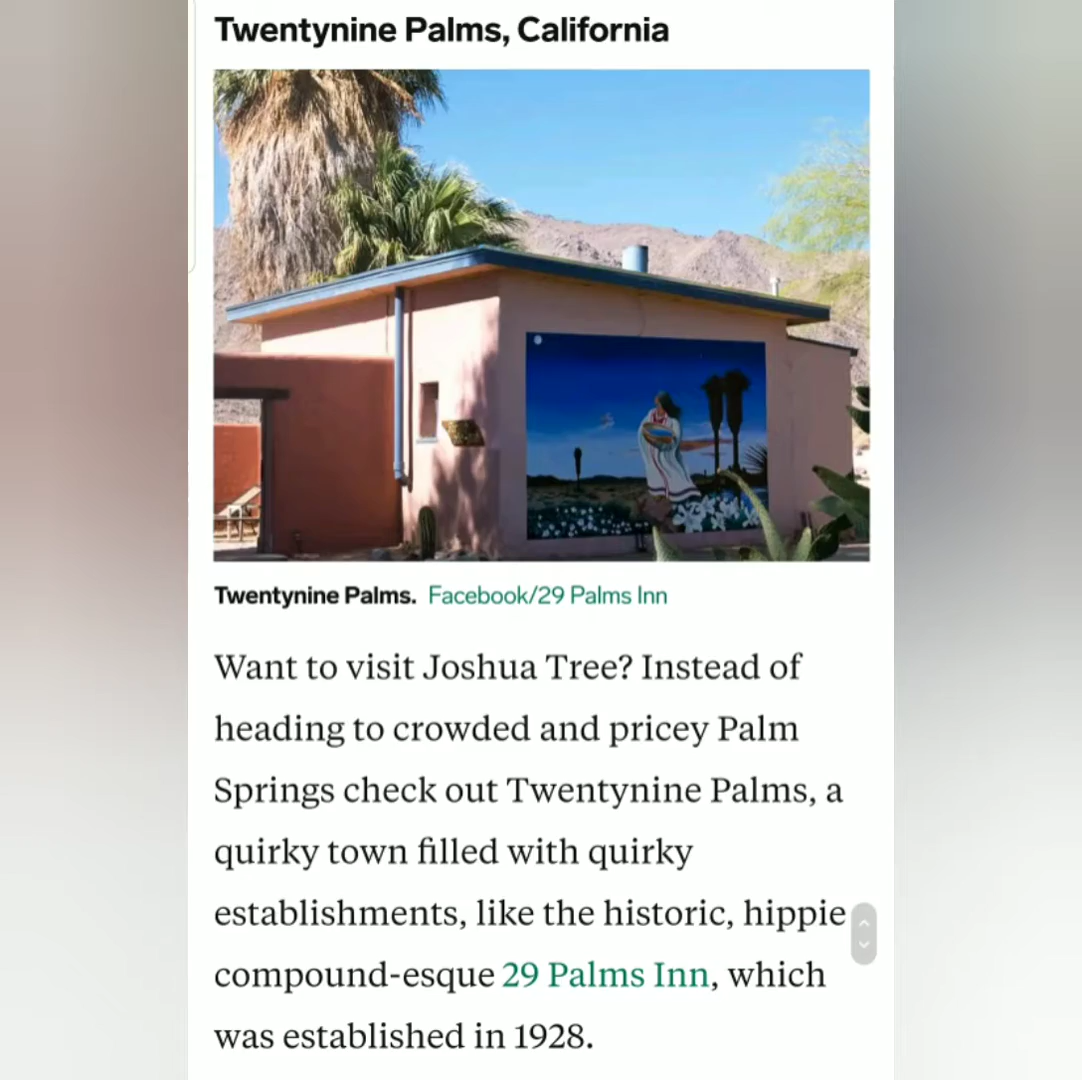 Twentynine Palms, California
Twentynine Palms. Facebook/29 Palms Inn
Want to visit Joshua Tree? Instead of
heading to crowded and pricey Palm
Springs check out Twentynine Palms, a
quirky town filled with quirky
establishments, like the historic, hippie
compound-esque 29 Palms Inn, which
was established in 1928.